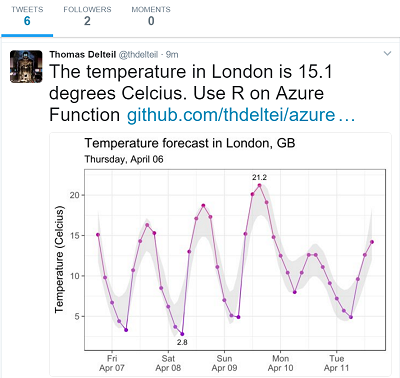 TWEETS FOLLOWERS MOMENTS
6 2 0
Thomas Delteil @thdelteil · 9m
The temperature in London is 15.1
degrees Celcius. Use R on Azure
Function github.com/thdeltei/azure…
Temperature forecast in London, GB
Thursday, April 06
21.2
20
15
10
5
2.8
Temperature (Celcius)
Fri Sat Sun Mon Tue
Apr 07 Apr 08 Apr 09 Apr 10 Apr 11